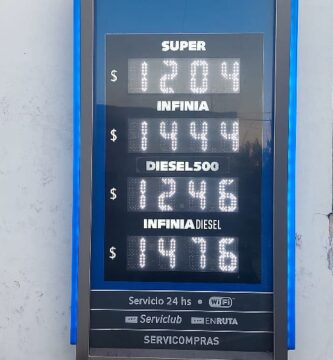 SUPER
$ 1204
INFINIA
$ 1444
DIESEL500
$ 1246
INFINIA DIESEL
$ 1476
Servicio 24 hs • WiFi
Serviclub ENRUTA
SERVICOMPRAS